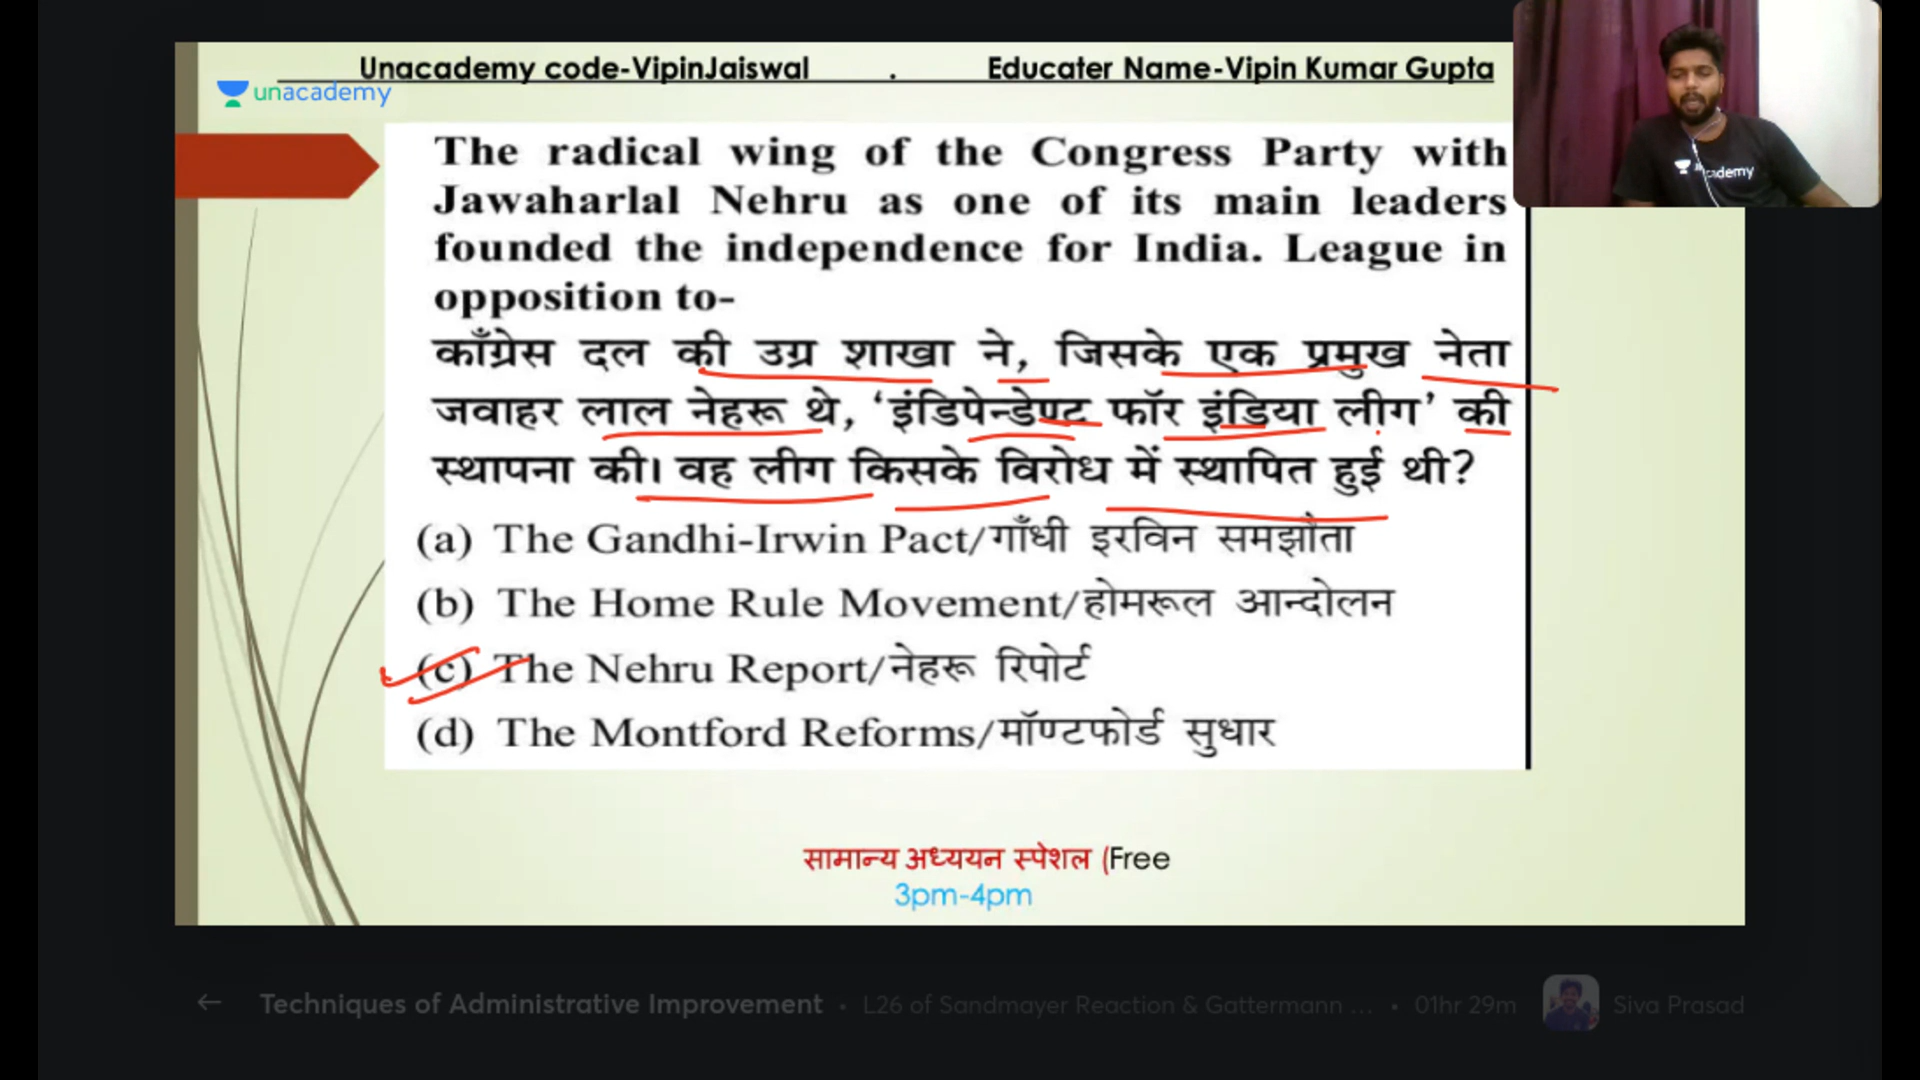 Unacademy code-VipinJaiswal . Educater Name-Vipin Kumar Gupta
unacademy
The radical wing of the Congress Party with
Jawaharlal Nehru as one of its main leaders
founded the independence for India. League in
opposition to-
काँग्रेस दल की उग्र शाखा ने, जिसके एक प्रमुख नेता
जवाहर लाल नेहरू थे, ‘इंडिपेन्डेण्ट फॉर इंडिया लीग’ की
स्थापना की। वह लीग किसके विरोध में स्थापित हुई थी?
(a) The Gandhi-Irwin Pact/गाँधी इरविन समझौता
(b) The Home Rule Movement/होमरूल आन्दोलन
(c) The Nehru Report/नेहरू रिपोर्ट
(d) The Montford Reforms/मॉण्टफोर्ड सुधार
सामान्य अध्ययन स्पेशल (Free
3pm-4pm
Techniques of Administrative Improvement • L26 of Sandmayer Reaction & Gattermann ... • 01hr 29m Siva Prasad